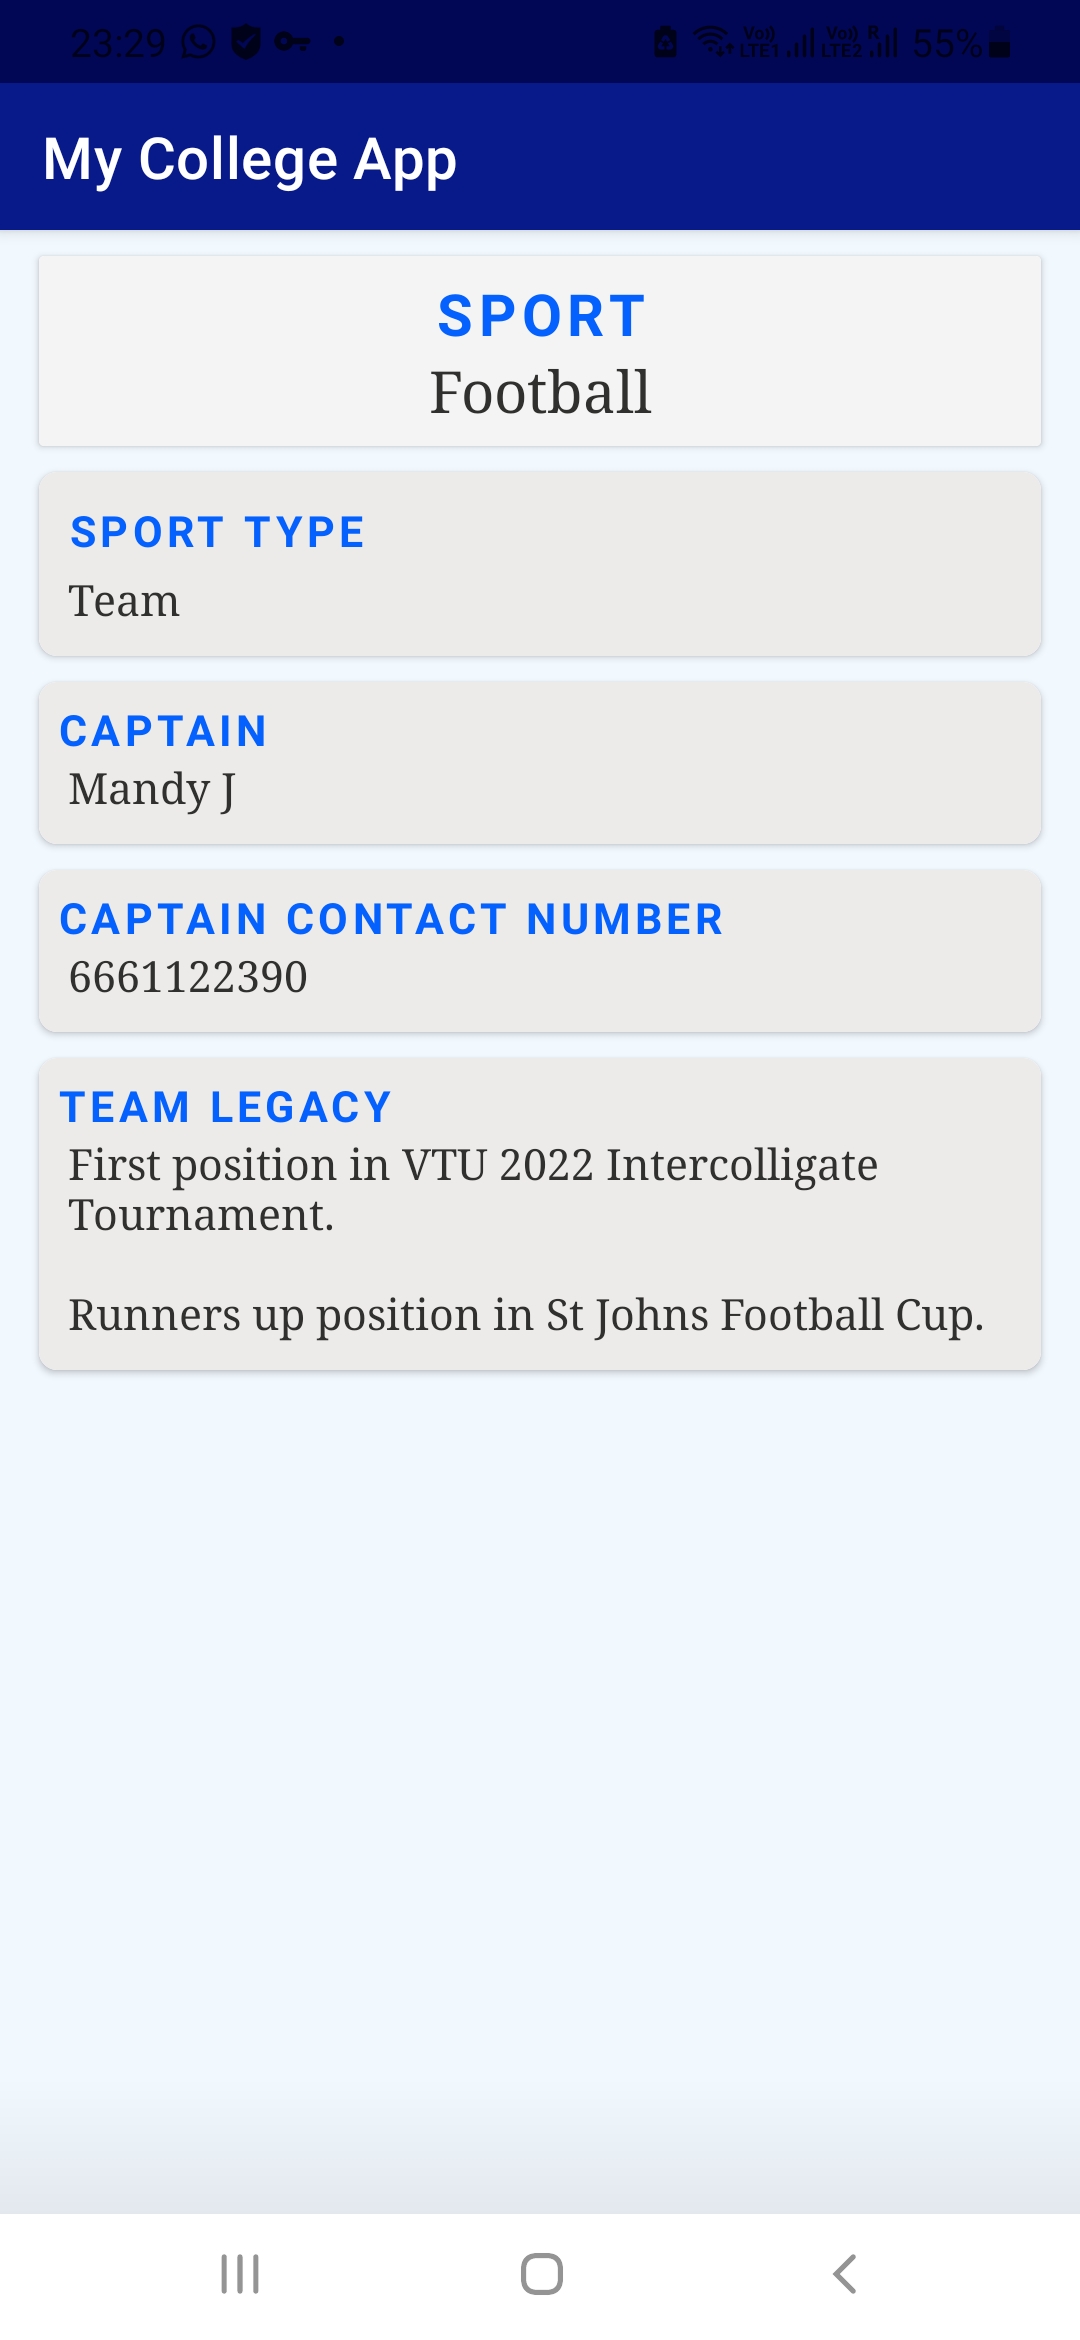 23:29
Vo)) LTE1 Vo)) LTE2 R 55%
My College App
SPORT
Football
SPORT TYPE
Team
CAPTAIN
Mandy J
CAPTAIN CONTACT NUMBER
6661122390
TEAM LEGACY
First position in VTU 2022 Intercolligate
Tournament.
Runners up position in St Johns Football Cup.